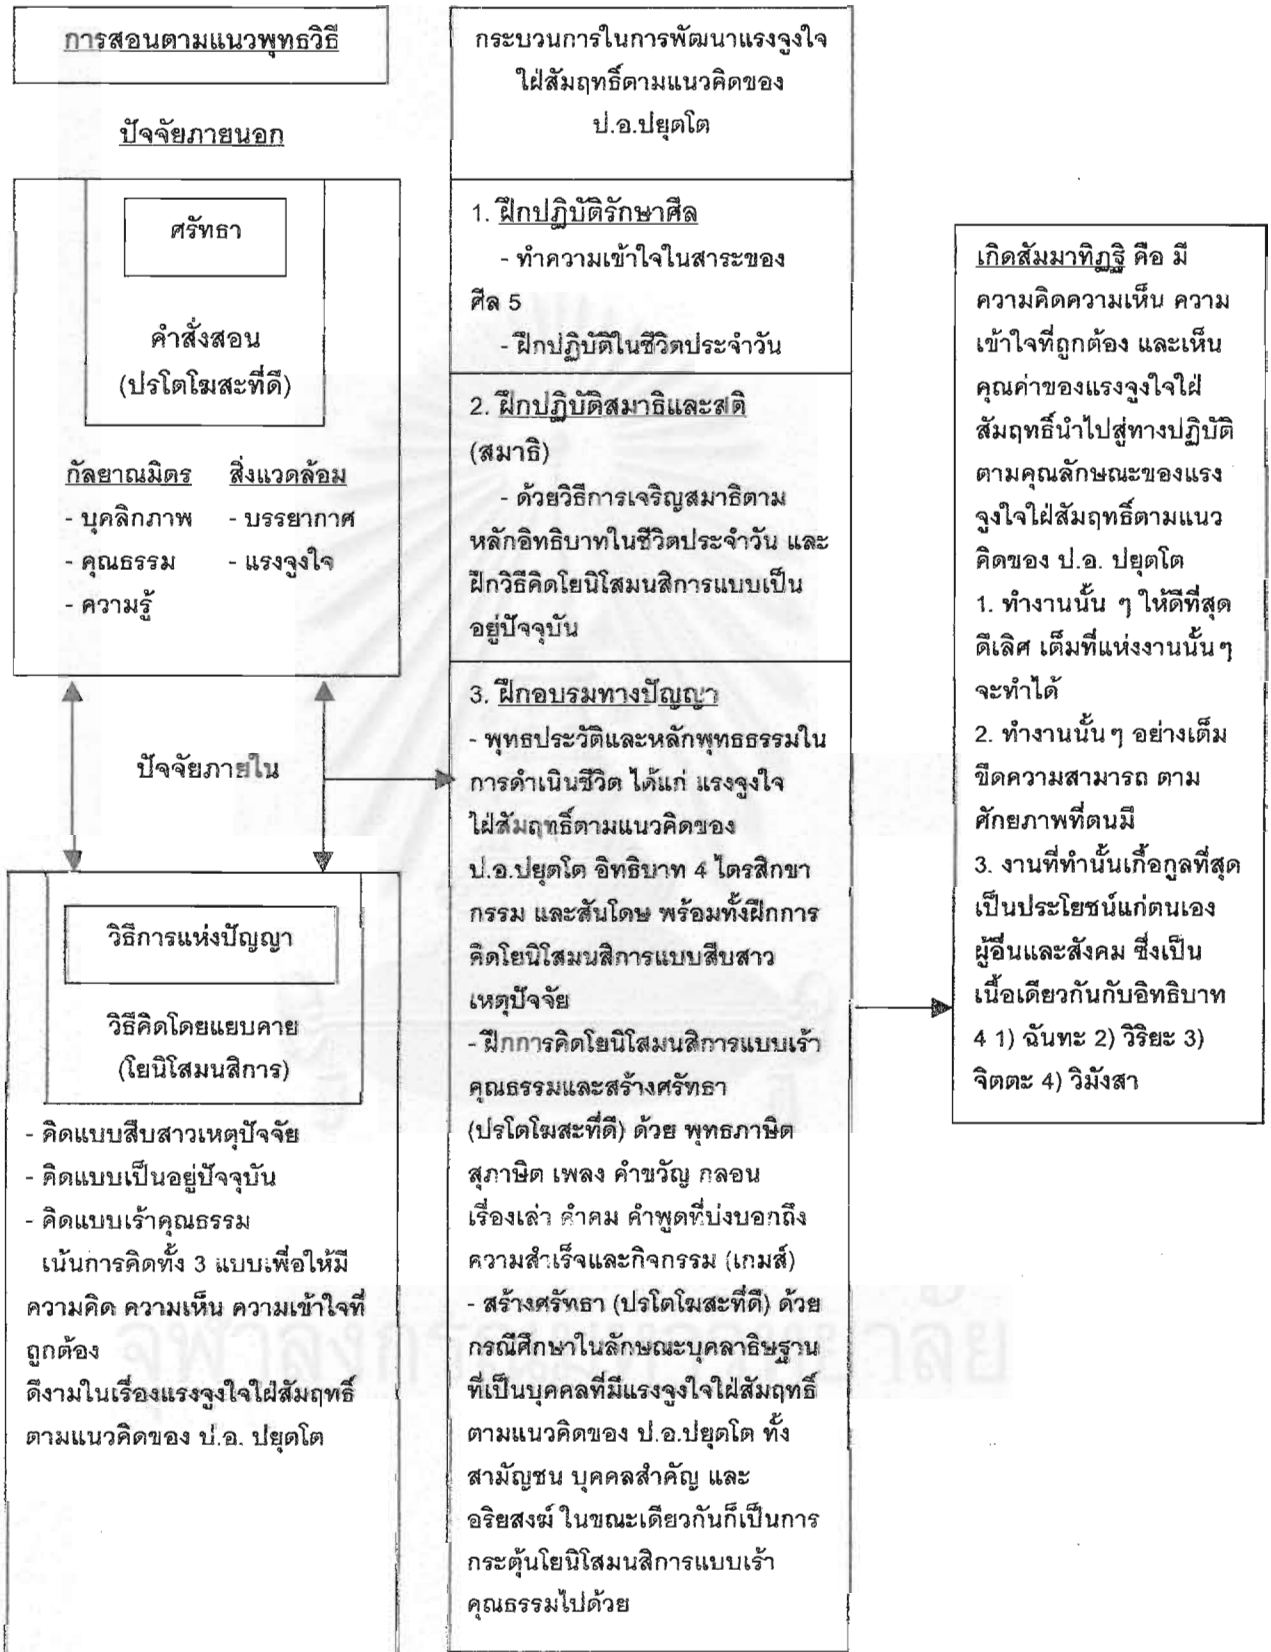 การสอนตามแนวพุทธวิธี
ปัจจัยภายนอก
ศรัทธา
คำสั่งสอน
(ปรโตโฆสะที่ดี)
กัลยาณมิตร สิ่งแวดล้อม
- บุคลิกภาพ - บรรยากาศ
- คุณธรรม - แรงจูงใจ
- ความรู้
ปัจจัยภายใน
วิธีการแห่งปัญญา
วิธีคิดโดยแยบคาย
(โยนิโสมนสิการ)
- คิดแบบสืบสาวเหตุปัจจัย
- คิดแบบเป็นอยู่ปัจจุบัน
- คิดแบบเร้าคุณธรรม
เน้นการคิดทั้ง 3 แบบเพื่อให้มี
ความคิด ความเห็น ความเข้าใจที่
ถูกต้อง
ดีงามในเรื่องแรงจูงใจใฝ่สัมฤทธิ์
ตามแนวคิดของ ป.อ. ปยุตโต
กระบวนการในการพัฒนาแรงจูงใจ
ใฝ่สัมฤทธิ์ตามแนวคิดของ
ป.อ.ปยุตโต
1. ฝึกปฏิบัติรักษาศีล
- ทำความเข้าใจในสาระของ
ศีล 5
- ฝึกปฏิบัติในชีวิตประจำวัน
2. ฝึกปฏิบัติสมาธิและสติ
(สมาธิ)
- ด้วยวิธีการเจริญสมาธิตาม
หลักอิทธิบาทในชีวิตประจำวัน และ
ฝึกวิธีคิดโยนิโสมนสิการแบบเป็น
อยู่ปัจจุบัน
3. ฝึกอบรมทางปัญญา
- พุทธประวัติและหลักพุทธธรรมใน
การดำเนินชีวิต ได้แก่ แรงจูงใจ
ใฝ่สัมฤทธิ์ตามแนวคิดของ
ป.อ.ปยุตโต อิทธิบาท 4 ไตรสิกขา
กรรม และสันโดษ พร้อมทั้งฝึกการ
คิดโยนิโสมนสิการแบบสืบสาว
เหตุปัจจัย
- ฝึกการคิดโยนิโสมนสิการแบบเร้า
คุณธรรมและสร้างศรัทธา
(ปรโตโฆสะที่ดี) ด้วย พุทธภาษิต
สุภาษิต เพลง คำขวัญ กลอน
เรื่องเล่า คำคม คำพูดที่บ่งบอกถึง
ความสำเร็จและกิจกรรม (เกมส์)
- สร้างศรัทธา (ปรโตโฆสะที่ดี) ด้วย
กรณีศึกษาในลักษณะบุคลาธิษฐาน
ที่เป็นบุคคลที่มีแรงจูงใจใฝ่สัมฤทธิ์
ตามแนวคิดของ ป.อ.ปยุตโต ทั้ง
สามัญชน บุคคลสำคัญ และ
อริยสงฆ์ ในขณะเดียวกันก็เป็นการ
กระตุ้นโยนิโสมนสิการแบบเร้า
คุณธรรมไปด้วย
เกิดสัมมาทิฏฐิ คือ มี
ความคิดความเห็น ความ
เข้าใจที่ถูกต้อง และเห็น
คุณค่าของแรงจูงใจใฝ่
สัมฤทธิ์นำไปสู่ทางปฏิบัติ
ตามคุณลักษณะของแรง
จูงใจใฝ่สัมฤทธิ์ตามแนว
คิดของ ป.อ. ปยุตโต
1. ทำงานนั้น ๆ ให้ดีที่สุด
ดีเลิศ เต็มที่แห่งงานนั้น ๆ
จะทำได้
2. ทำงานนั้น ๆ อย่างเต็ม
ขีดความสามารถ ตาม
ศักยภาพที่ตนมี
3. งานที่ทำนั้นเกื้อกูลที่สุด
เป็นประโยชน์แก่ตนเอง
ผู้อื่นและสังคม ซึ่งเป็น
เนื้อเดียวกันกับอิทธิบาท
4 1) ฉันทะ 2) วิริยะ 3)
จิตตะ 4) วิมังสา
จุฬาลงกรณ์มหาวิทยาลัย